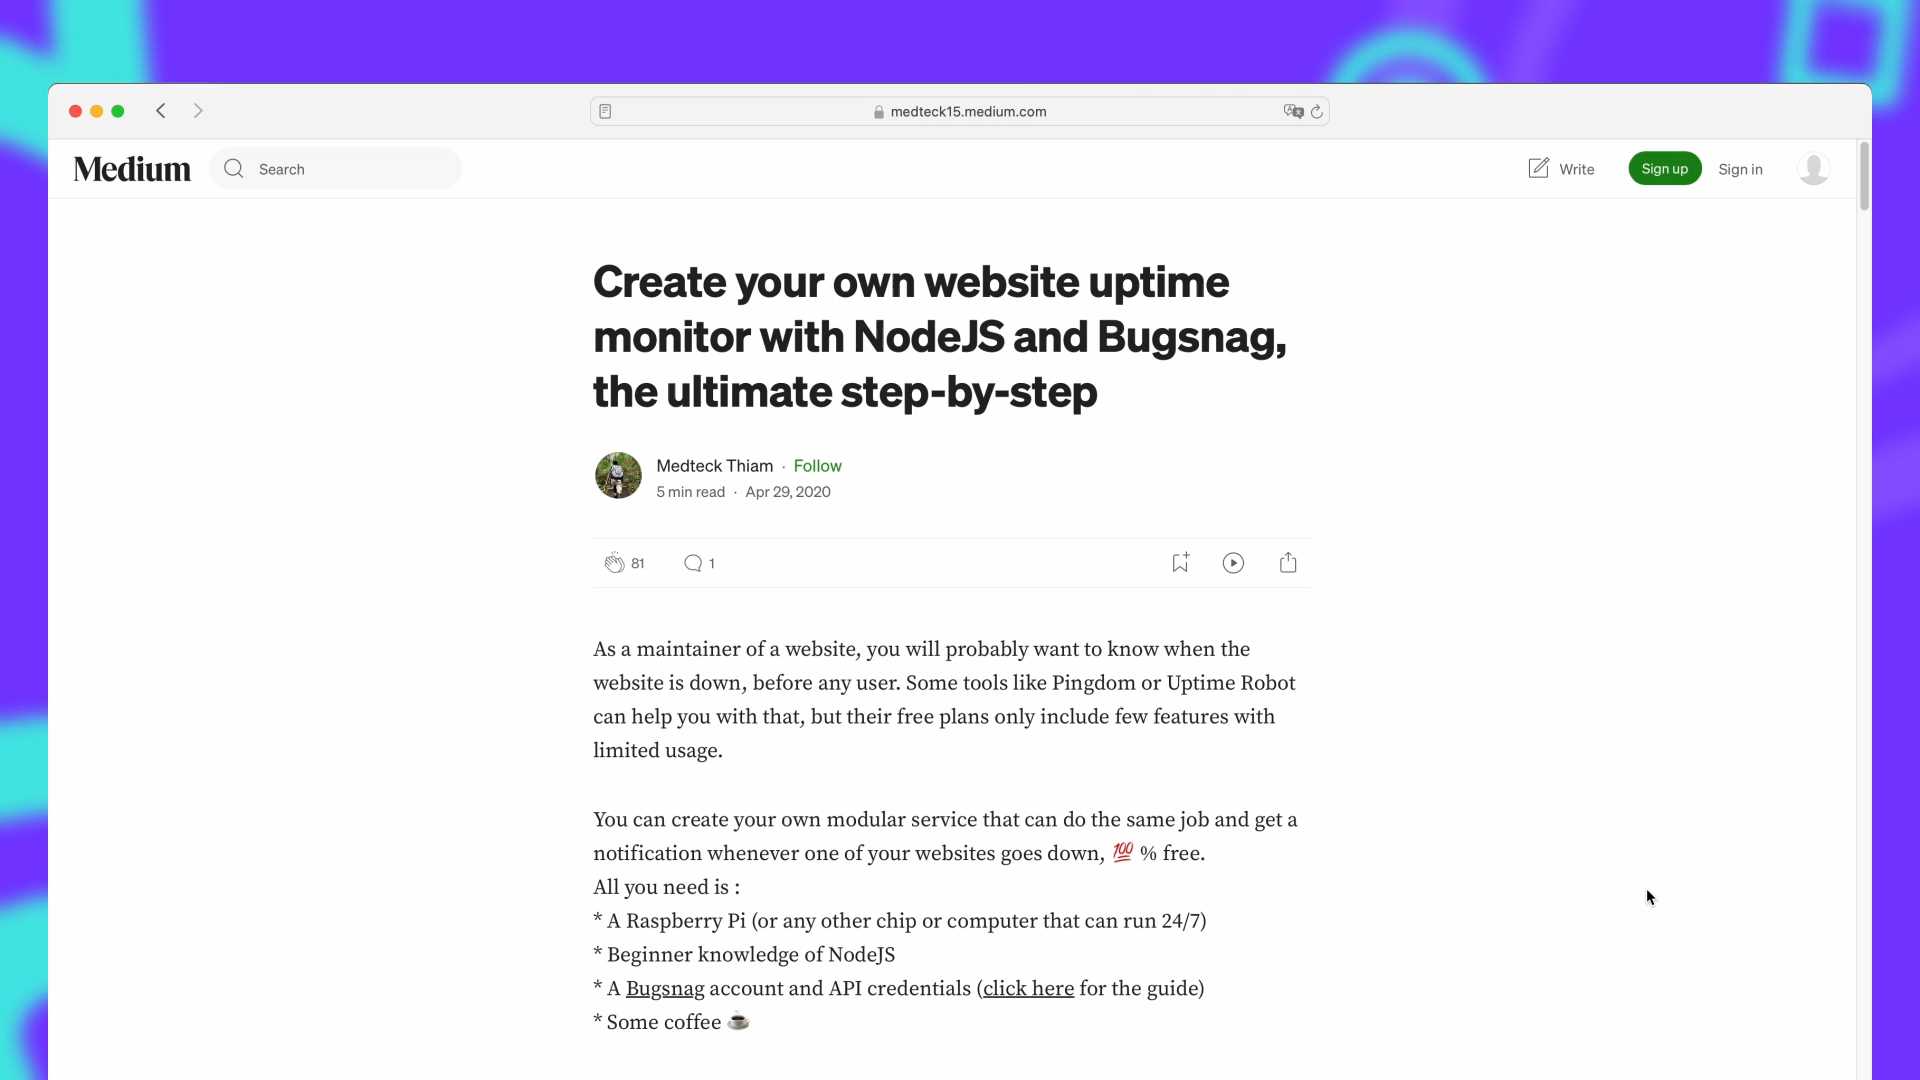 medteck15.medium.com
Medium
Search
Write
Sign up
Sign in
Create your own website uptime
monitor with NodeJS and Bugsnag,
the ultimate step-by-step
Medteck Thiam · Follow
5 min read · Apr 29, 2020
81
1
As a maintainer of a website, you will probably want to know when the
website is down, before any user. Some tools like Pingdom or Uptime Robot
can help you with that, but their free plans only include few features with
limited usage.
You can create your own modular service that can do the same job and get a
notification whenever one of your websites goes down, 💯 % free.
All you need is :
* A Raspberry Pi (or any other chip or computer that can run 24/7)
* Beginner knowledge of NodeJS
* A Bugsnag account and API credentials (click here for the guide)
* Some coffee ☕